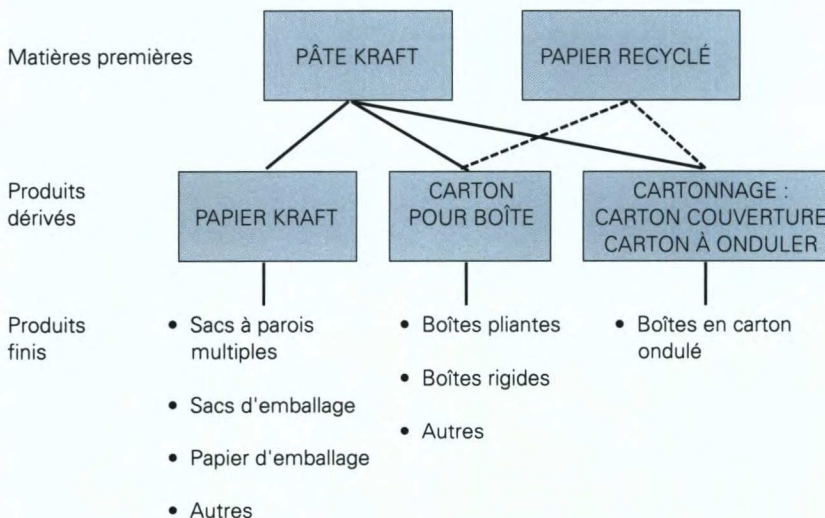 Matières premières
PÂTE KRAFT
PAPIER RECYCLÉ
Produits
dérivés
PAPIER KRAFT
CARTON
POUR BOÎTE
CARTONNAGE :
CARTON COUVERTURE
CARTON À ONDULER
Produits
finis
• Sacs à parois
multiples
• Sacs d'emballage
• Papier d'emballage
• Autres
• Boîtes pliantes
• Boîtes rigides
• Autres
• Boîtes en carton
ondulé